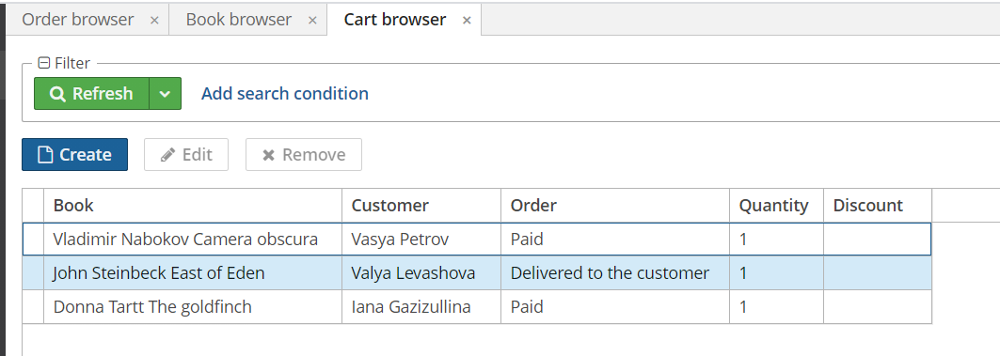 Order browser × Book browser × Cart browser ×
Filter
Refresh Add search condition
Create Edit Remove
Book Customer Order Quantity Discount
Vladimir Nabokov Camera obscura Vasya Petrov Paid 1
John Steinbeck East of Eden Valya Levashova Delivered to the customer 1
Donna Tartt The goldfinch Iana Gazizullina Paid 1